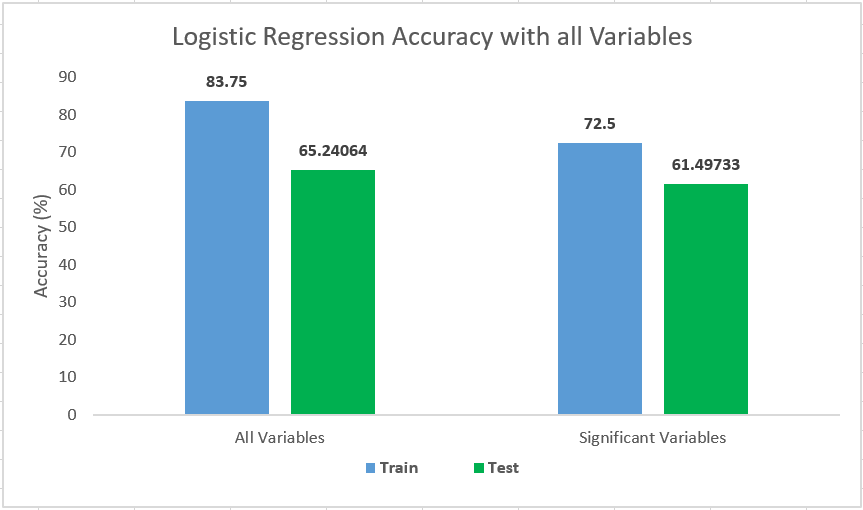 Logistic Regression Accuracy with all Variables
Accuracy (%)
90
80
70
60
50
40
30
20
10
0
83.75
65.24064
72.5
61.49733
All Variables
Significant Variables
Train
Test